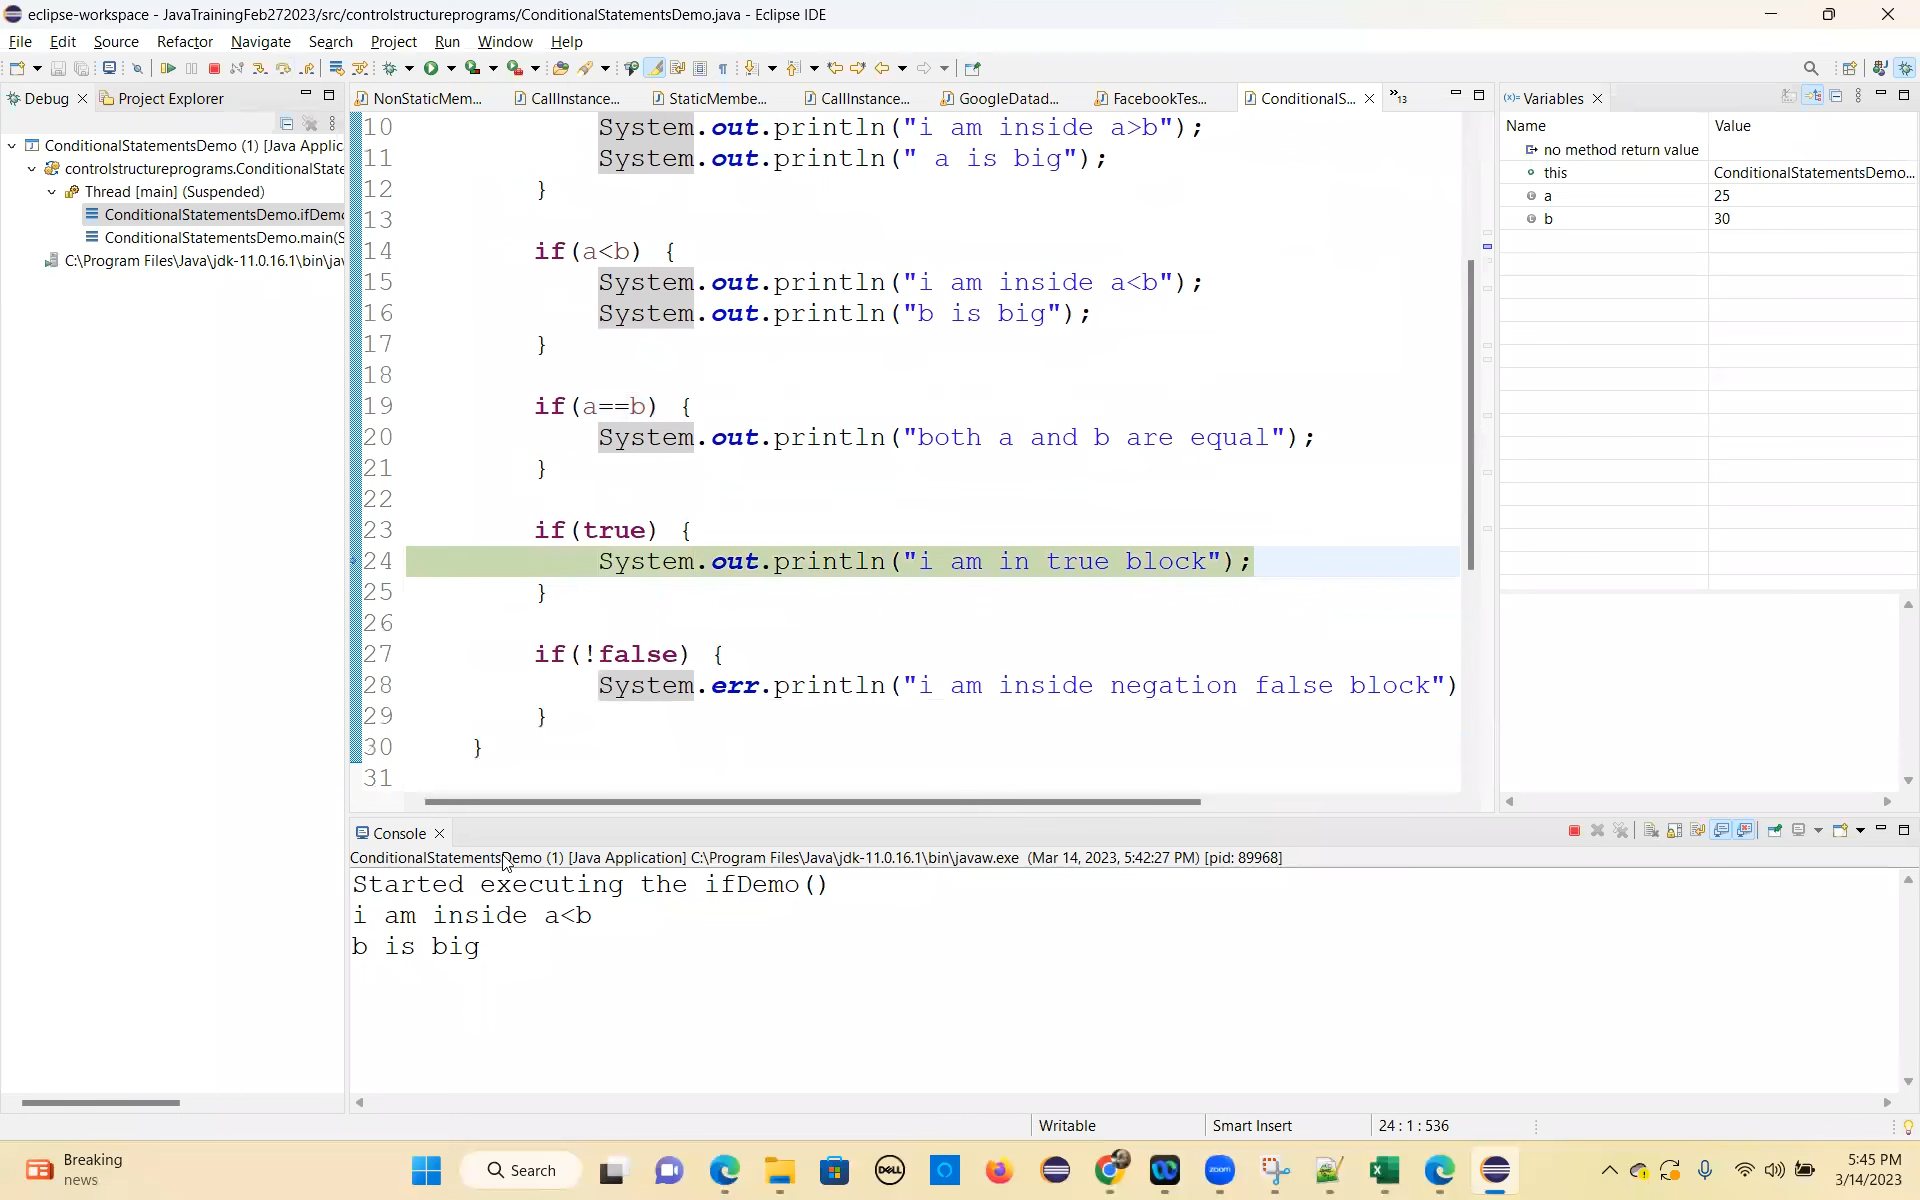 eclipse-workspace - JavaTrainingFeb272023/src/controlstructureprograms/ConditionalStatementsDemo.java - Eclipse IDE
File Edit Source Refactor Navigate Search Project Run Window Help
Debug Project Explorer
NonStaticMem... CallInstance... StaticMembe... CallInstance... GoogleDatad... FacebookTes... ConditionalS... »13
Variables
ConditionalStatementsDemo (1) [Java Applic
controlstructureprograms.ConditionalState
Thread [main] (Suspended)
ConditionalStatementsDemo.ifDemo
ConditionalStatementsDemo.main(S
C:\Program Files\Java\jdk-11.0.16.1\bin\jav
10 System.out.println("i am inside a>b");
11 System.out.println(" a is big");
12 }
13
14 if(a<b) {
15 System.out.println("i am inside a<b");
16 System.out.println("b is big");
17 }
18
19 if(a==b) {
20 System.out.println("both a and b are equal");
21 }
22
23 if(true) {
24 System.out.println("i am in true block");
25 }
26
27 if(!false) {
28 System.err.println("i am inside negation false block")
29 }
30 }
31
Name Value
no method return value
this ConditionalStatementsDemo...
a 25
b 30
Console
ConditionalStatementsDemo (1) [Java Application] C:\Program Files\Java\jdk-11.0.16.1\bin\javaw.exe (Mar 14, 2023, 5:42:27 PM) [pid: 89968]
Started executing the ifDemo()
i am inside a<b
b is big
Writable Smart Insert 24 : 1 : 536
Breaking
news
Search
DELL
zoom
5:45 PM
3/14/2023